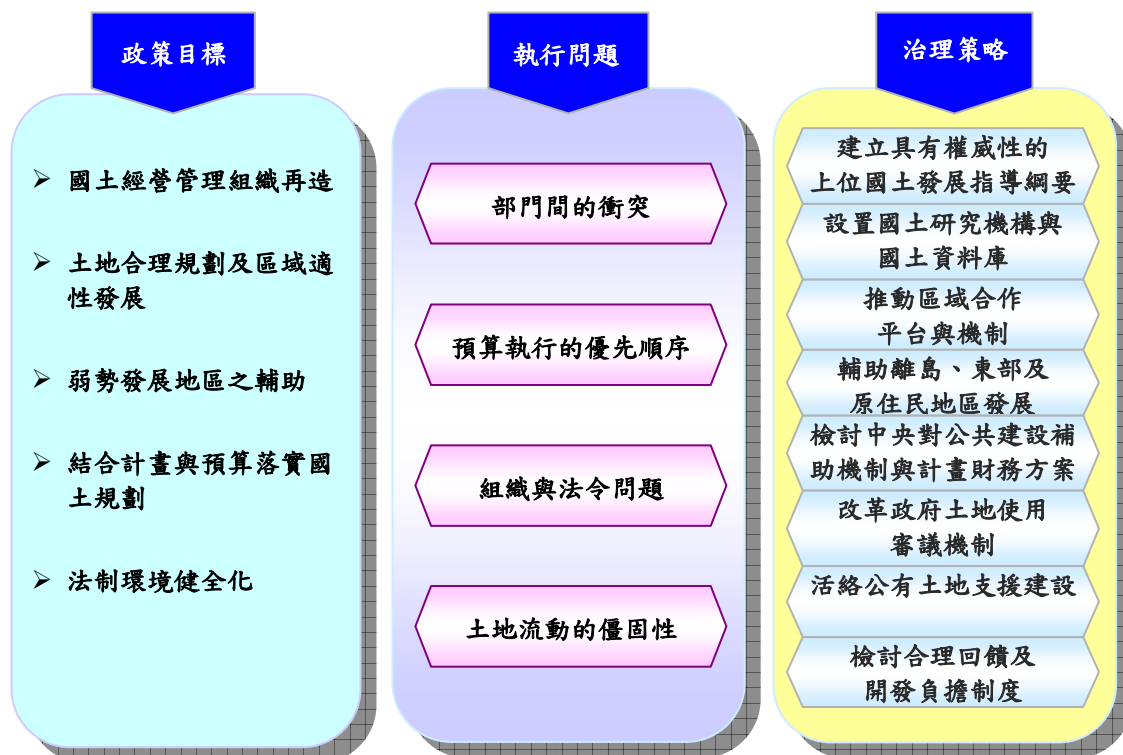 政策目標
國土經營管理組織再造
土地合理規劃及區域適
性發展
弱勢發展地區之輔助
結合計畫與預算落實國
土規劃
法制環境健全化
執行問題
部門間的衝突
預算執行的優先順序
組織與法令問題
土地流動的僵固性
治理策略
建立具有權威性的
上位國土發展指導綱要
設置國土研究機構與
國土資料庫
推動區域合作
平台與機制
輔助離島、東部及
原住民地區發展
檢討中央對公共建設補
助機制與計畫財務方案
改革政府土地使用
審議機制
活絡公有土地支援建設
檢討合理回饋及
開發負擔制度